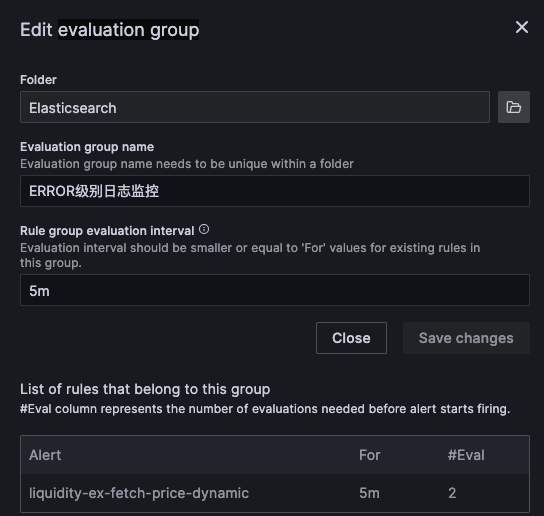 Edit evaluation group
Folder
Elasticsearch
Evaluation group name
Evaluation group name needs to be unique within a folder
ERROR级别日志监控
Rule group evaluation interval
Evaluation interval should be smaller or equal to 'For' values for existing rules in
this group.
5m
Close Save changes
List of rules that belong to this group
#Eval column represents the number of evaluations needed before alert starts firing.
Alert For #Eval
liquidity-ex-fetch-price-dynamic 5m 2